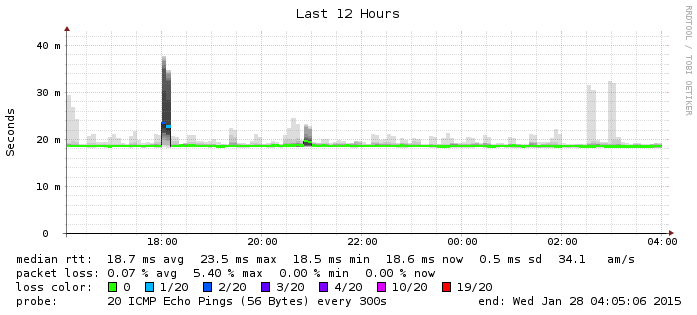 Last 12 Hours
RRDTOOL / TOBI OETIKER
Seconds
40 m
30 m
20 m
10 m
0
18:00 20:00 22:00 00:00 02:00 04:00
median rtt: 18.7 ms avg 23.5 ms max 18.5 ms min 18.6 ms now 0.5 ms sd 34.1 am/s
packet loss: 0.07 % avg 5.40 % max 0.00 % min 0.00 % now
loss color: 0 1/20 2/20 3/20 4/20 10/20 19/20
probe: 20 ICMP Echo Pings (56 Bytes) every 300s end: Wed Jan 28 04:05:06 2015